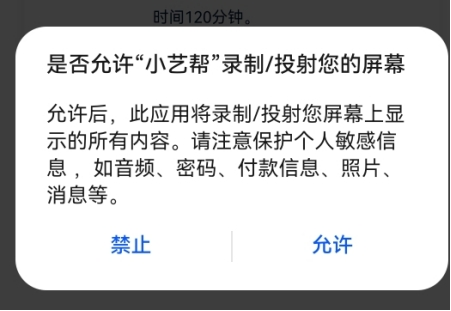 时间120分钟。
是否允许“小艺帮”录制/投射您的屏幕
允许后，此应用将录制/投射您屏幕上显
示的所有内容。请注意保护个人敏感信
息 ，如音频、密码、付款信息、照片、
消息等。
禁止
允许